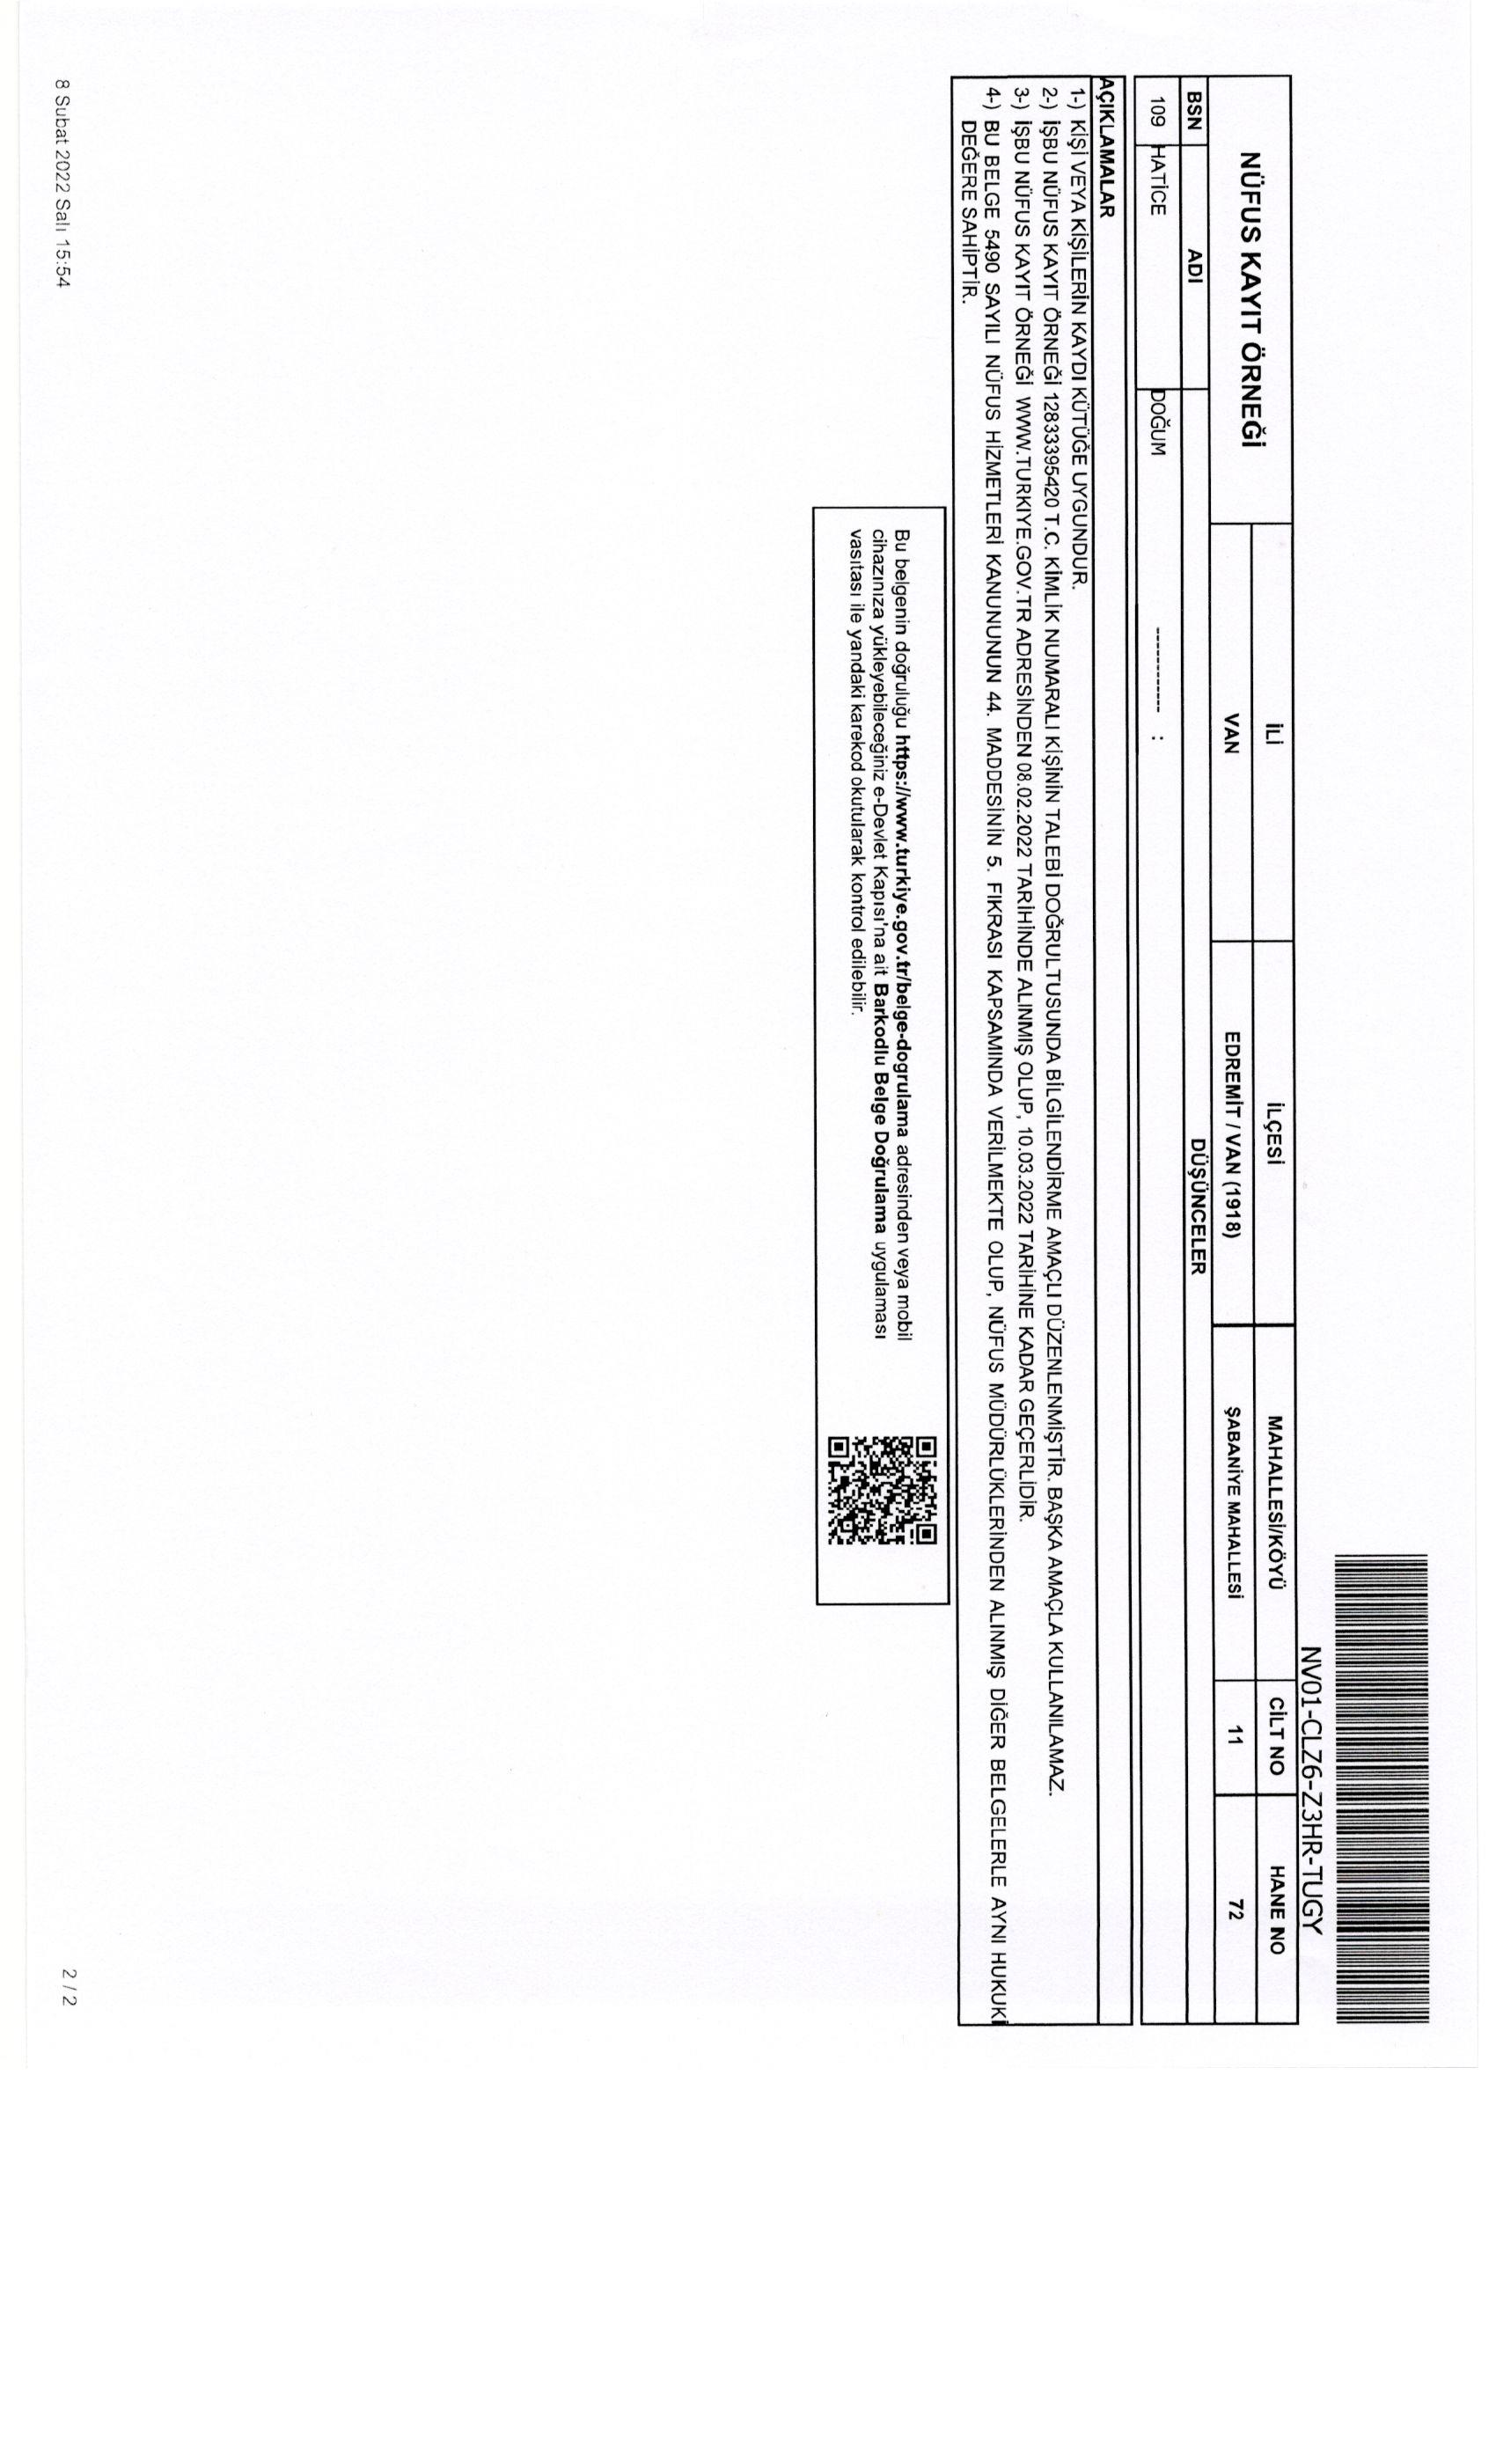 NV01-CLZ6-Z3HR-TUGY
NÜFUS KAYIT ÖRNEĞİ
İLİ İLÇESİ MAHALLESİ/KÖYÜ CİLT NO HANE NO
VAN EDREMİT / VAN (1918) ŞABANİYE MAHALLESİ 11 72
BSN ADI DÜŞÜNCELER
109 HATİCE DOĞUM ----------- :
AÇIKLAMALAR
1-) KİŞİ VEYA KİŞİLERİN KAYDI KÜTÜĞE UYGUNDUR.
2-) İŞBU NÜFUS KAYIT ÖRNEĞİ 12833395420 T.C. KİMLİK NUMARALI KİŞİNİN TALEBİ DOĞRULTUSUNDA BİLGİLENDİRME AMAÇLI DÜZENLENMİŞTİR. BAŞKA AMAÇLA KULLANILAMAZ.
3-) İŞBU NÜFUS KAYIT ÖRNEĞİ WWW.TURKIYE.GOV.TR ADRESİNDEN 08.02.2022 TARİHİNDE ALINMIŞ OLUP, 10.03.2022 TARİHİNE KADAR GEÇERLİDİR.
4-) BU BELGE 5490 SAYILI NÜFUS HİZMETLERİ KANUNUNUN 44. MADDESİNİN 5. FIKRASI KAPSAMINDA VERİLMEKTE OLUP, NÜFUS MÜDÜRLÜKLERİNDEN ALINMIŞ DİĞER BELGELERLE AYNI HUKUKİ
DEĞERE SAHİPTİR.
Bu belgenin doğruluğu https://www.turkiye.gov.tr/belge-dogrulama adresinden veya mobil
cihazınıza yükleyebileceğiniz e-Devlet Kapısı'na ait Barkodlu Belge Doğrulama uygulaması
vasıtası ile yandaki karekod okutularak kontrol edilebilir.
8 Şubat 2022 Salı 15:54
2 / 2